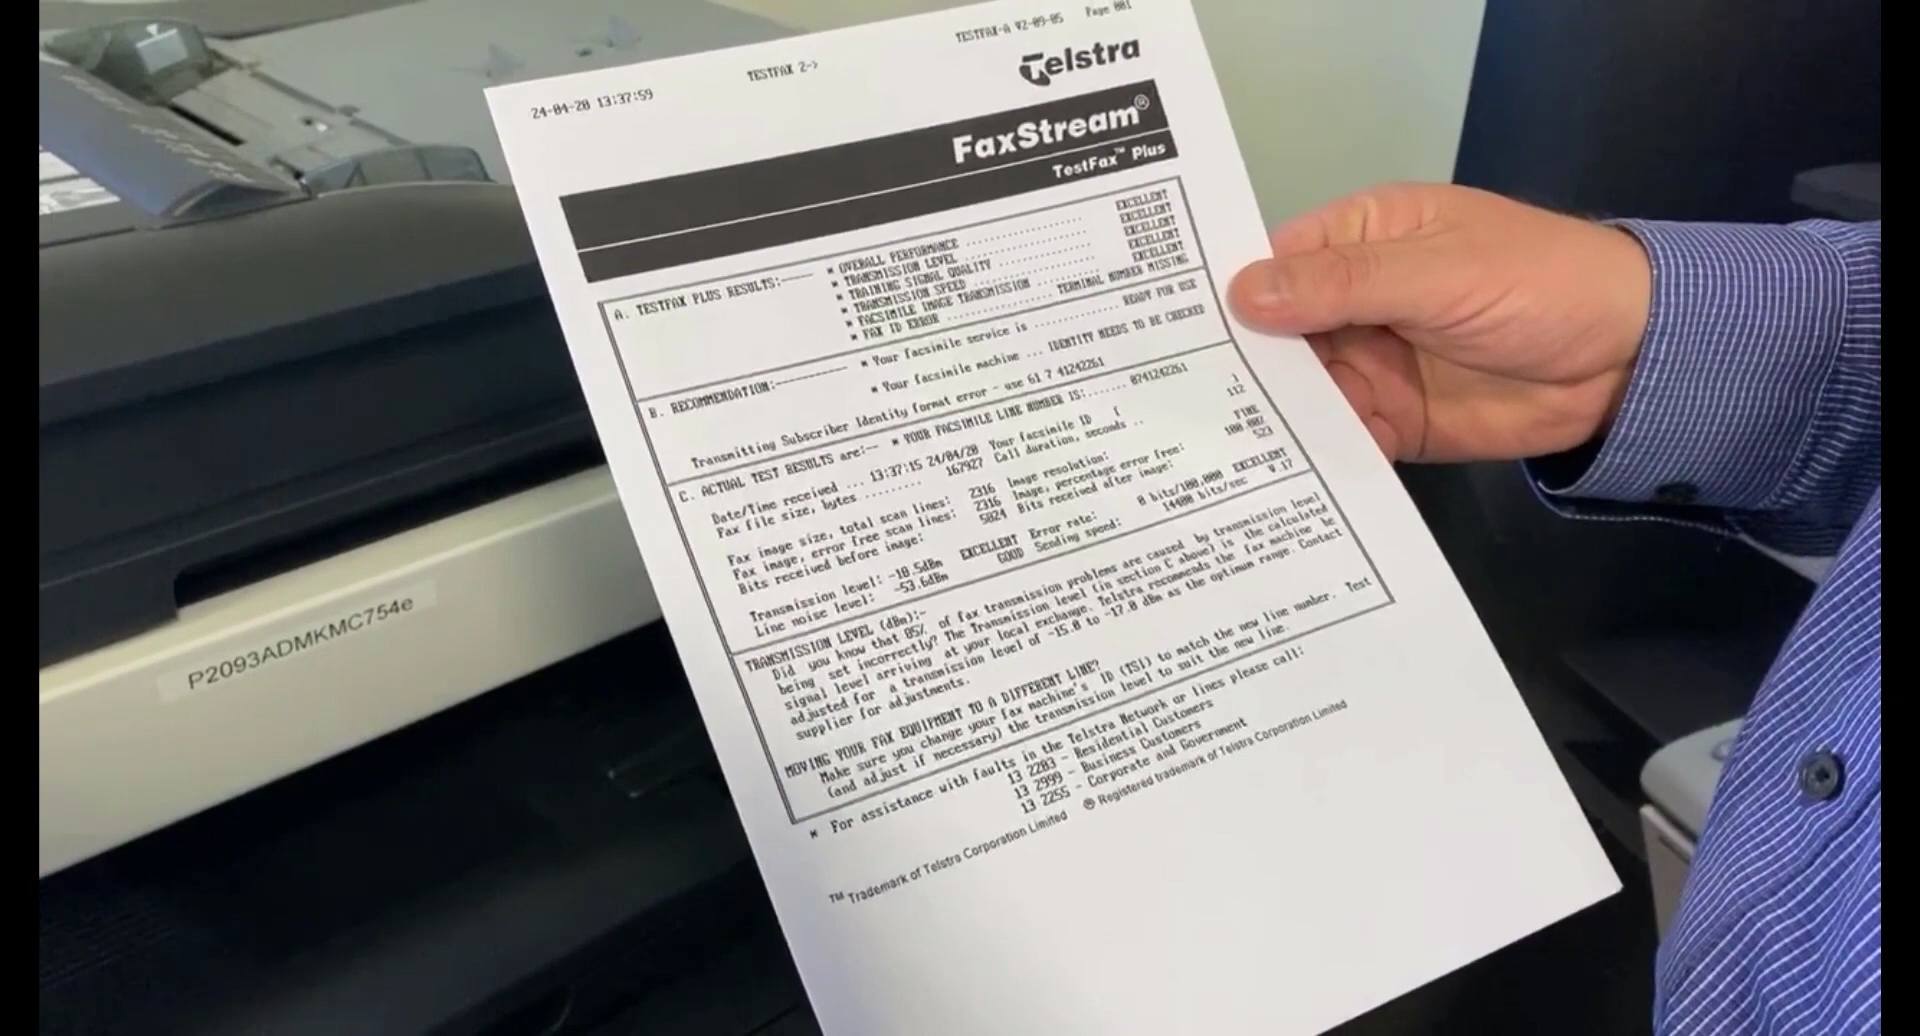 24-04-20 13:37:59 TESTFAX 2-> TESTFAX-A V2-09-05 Page 001
Telstra
FaxStream®
TestFax™ Plus
A. TESTFAX PLUS RESULTS:----- * OVERALL PERFORMANCE .................. EXCELLENT
* TRANSMISSION LEVEL .................. EXCELLENT
* TRAINING SIGNAL QUALITY .............. EXCELLENT
* TRANSMISSION SPEED .................. EXCELLENT
* FACSIMILE IMAGE TRANSMISSION ......... EXCELLENT
* FAX ID ERROR ................ TERMINAL NUMBER MISSING
B. RECOMMENDATION:---------- * Your facsimile service is .............. READY FOR USE
* Your facsimile machine ... IDENTITY NEEDS TO BE CHECKED
Transmitting Subscriber Identity format error - use 61 7 41242261
C. ACTUAL TEST RESULTS are:-- * YOUR FACSIMILE LINE NUMBER IS:...... 0741242261
Date/Time received ... 13:37:15 24/04/20 Your facsimile ID ( )
Fax file size, bytes ......... 167927 Call duration, seconds .. 112
Fax image size, total scan lines: 2316 Image resolution: FINE
Fax image, error free scan lines: 2316 Image, percentage error free: 100.00%
Bits received before image: 5024 Bits received after image: 523
Transmission level: -10.5dBm EXCELLENT Error rate: 0 bits/100,000 EXCELLENT
Line noise level: -53.6dBm GOOD Sending speed: 14400 bits/sec V.17
TRANSMISSION LEVEL (dBm):-
Did you know that 85% of fax transmission problems are caused by transmission level
being set incorrectly? The Transmission level (in section C above) is the calculated
signal level arriving at your local exchange. Telstra recommends the fax machine be
adjusted for a transmission level of -15.0 to -17.0 dBm as the optimum range. Contact
supplier for adjustments.
MOVING YOUR FAX EQUIPMENT TO A DIFFERENT LINE?
Make sure you change your fax machine's ID (TSI) to match the new line number. Test
(and adjust if necessary) the transmission level to suit the new line.
* For assistance with faults in the Telstra Network or lines please call:
13 2203 - Residential Customers
13 2999 - Business Customers
13 2255 - Corporate and Government
™ Trademark of Telstra Corporation Limited ® Registered trademark of Telstra Corporation Limited
P2093ADMKMC754e